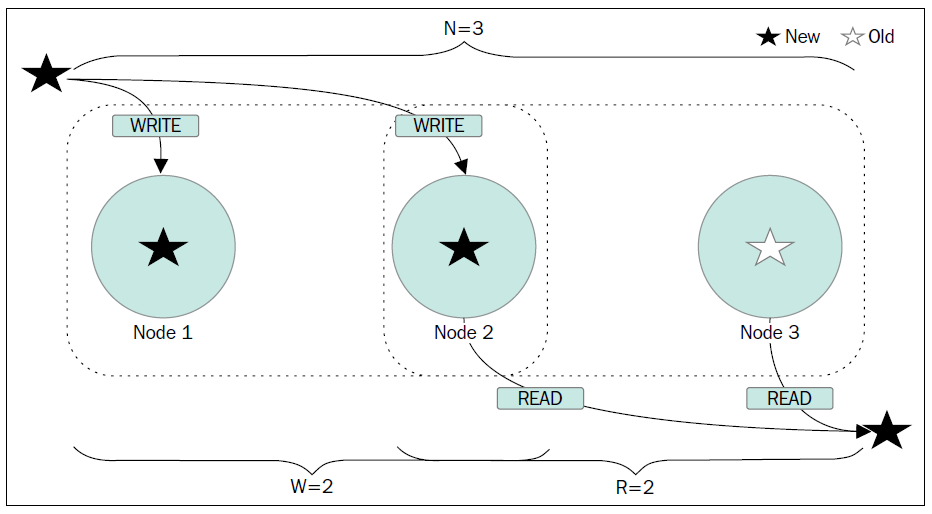 N=3
New
Old
WRITE
WRITE
Node 1
Node 2
Node 3
READ
READ
W=2
R=2